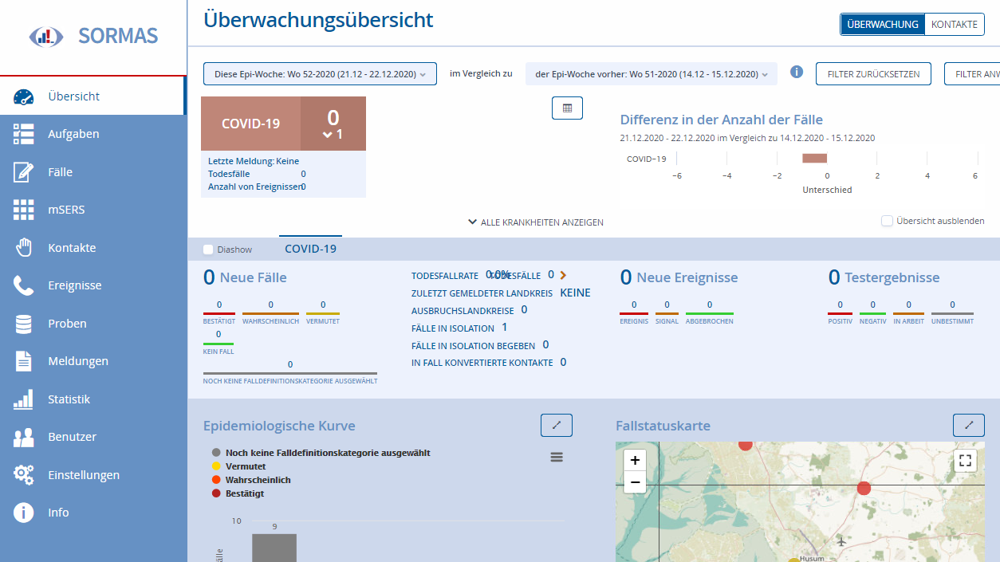 SORMAS
Übersicht
Aufgaben
Fälle
mSERS
Kontakte
Ereignisse
Proben
Meldungen
Statistik
Benutzer
Einstellungen
Info
Überwachungsübersicht
ÜBERWACHUNG KONTAKTE
Diese Epi-Woche: Wo 52-2020 (21.12 - 22.12.2020) im Vergleich zu der Epi-Woche vorher: Wo 51-2020 (14.12 - 15.12.2020) FILTER ZURÜCKSETZEN FILTER ANW
COVID-19 0
1
Letzte Meldung: Keine
Todesfälle 0
Anzahl von Ereignissen 0
Differenz in der Anzahl der Fälle
21.12.2020 - 22.12.2020 im Vergleich zu 14.12.2020 - 15.12.2020
COVID-19
-6 -4 -2 0 2 4 6
Unterschied
ALLE KRANKHEITEN ANZEIGEN
Übersicht ausblenden
Diashow COVID-19
0 Neue Fälle
0 0 0
BESTÄTIGT WAHRSCHEINLICH VERMUTET
0
KEIN FALL
0
NOCH KEINE FALLDEFINITIONSKATEGORIE AUSGEWÄHLT
TODESFALLRATE 0.0% TODESFÄLLE 0
ZULETZT GEMELDETER LANDKREIS KEINE
AUSBRUCHSLANDKREISE 0
FÄLLE IN ISOLATION 1
FÄLLE IN ISOLATION BEGEBEN 0
IN FALL KONVERTIERTE KONTAKTE 0
0 Neue Ereignisse
0 0 0
EREIGNIS SIGNAL ABGEBROCHEN
0 Testergebnisse
0 0 0 0
POSITIV NEGATIV IN ARBEIT UNBESTIMMT
Epidemiologische Kurve
Noch keine Falldefinitionskategorie ausgewählt
Vermutet
Wahrscheinlich
Bestätigt
10
9
älle
Fallstatuskarte
+
−
Husum